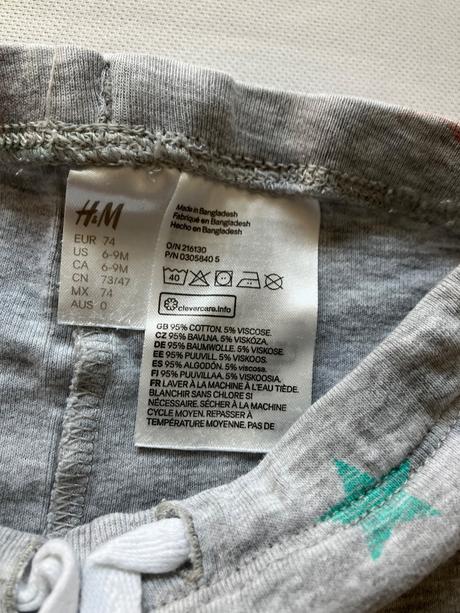 H&M
EUR 74
US 6-9M
CA 6-9M
CN 73/47
MX 74
AUS 0
Made in Bangladesh
Fabriqué en Bangladesh
Hecho en Bangladesh
O/N 216130
P/N 0305840 5
40
clevercare.info
GB 95% COTTON. 5% VISCOSE.
CZ 95% BAVLNA. 5% VISKÓZA.
DE 95% BAUMWOLLE. 5% VISKOSE.
EE 95% PUUVILL. 5% VISKOOS.
ES 95% ALGODÓN. 5% viscosa.
FI 95% PUUVILLAA. 5% VISKOOSIA.
FR LAVER À LA MACHINE À L'EAU TIÈDE.
BLANCHIR SANS CHLORE SI
NÉCESSAIRE. SÉCHER À LA MACHINE
CYCLE MOYEN. REPASSER À
TEMPÉRATURE MOYENNE. PAS DE